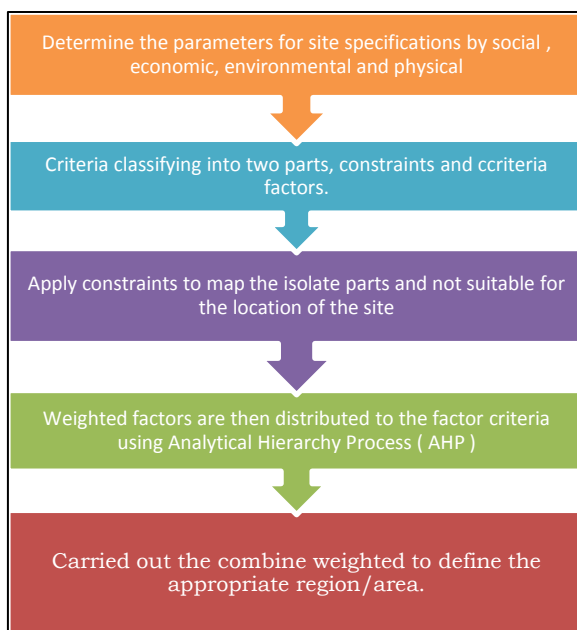 Determine the parameters for site specifications by social ,
economic, environmental and physical
Criteria classifying into two parts, constraints and ccriteria
factors.
Apply constraints to map the isolate parts and not suitable for
the location of the site
Weighted factors are then distributed to the factor criteria
using Analytical Hierarchy Process ( AHP )
Carried out the combine weighted to define the
appropriate region/area.